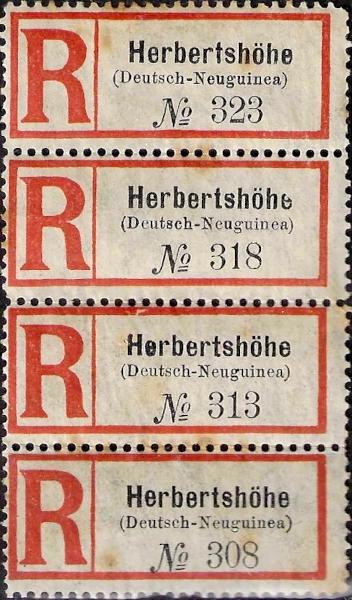 R
Herbertshöhe
(Deutsch-Neuguinea)
№ 323
R
Herbertshöhe
(Deutsch-Neuguinea)
№ 318
R
Herbertshöhe
(Deutsch-Neuguinea)
№ 313
R
Herbertshöhe
(Deutsch-Neuguinea)
№ 308